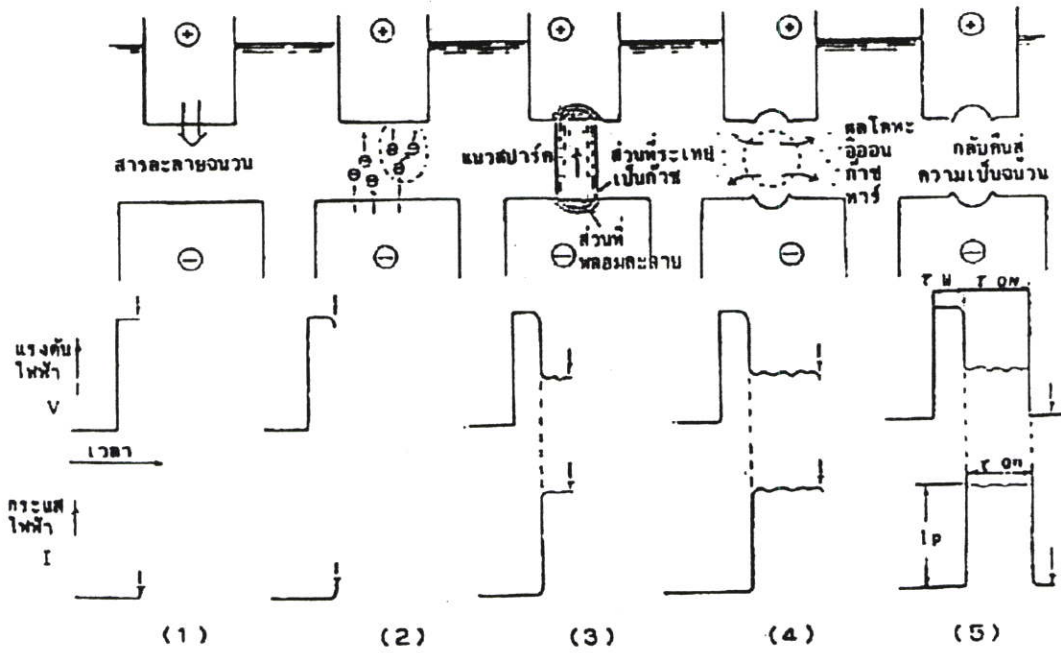 สารละลายฉนวน
แนวสปาร์ค
ส่วนที่ระเหย
เป็นก๊าซ
ส่วนที่
หลอมละลาย
ผลโลหะ
อิออน
ก๊าซ
ทาร์
กลับคืนสู่
ความเป็นฉนวน
แรงดัน
ไฟฟ้า
V
เวลา
กระแส
ไฟฟ้า
I
τ W τ ON
τ on
Ip
(1) (2) (3) (4) (5)